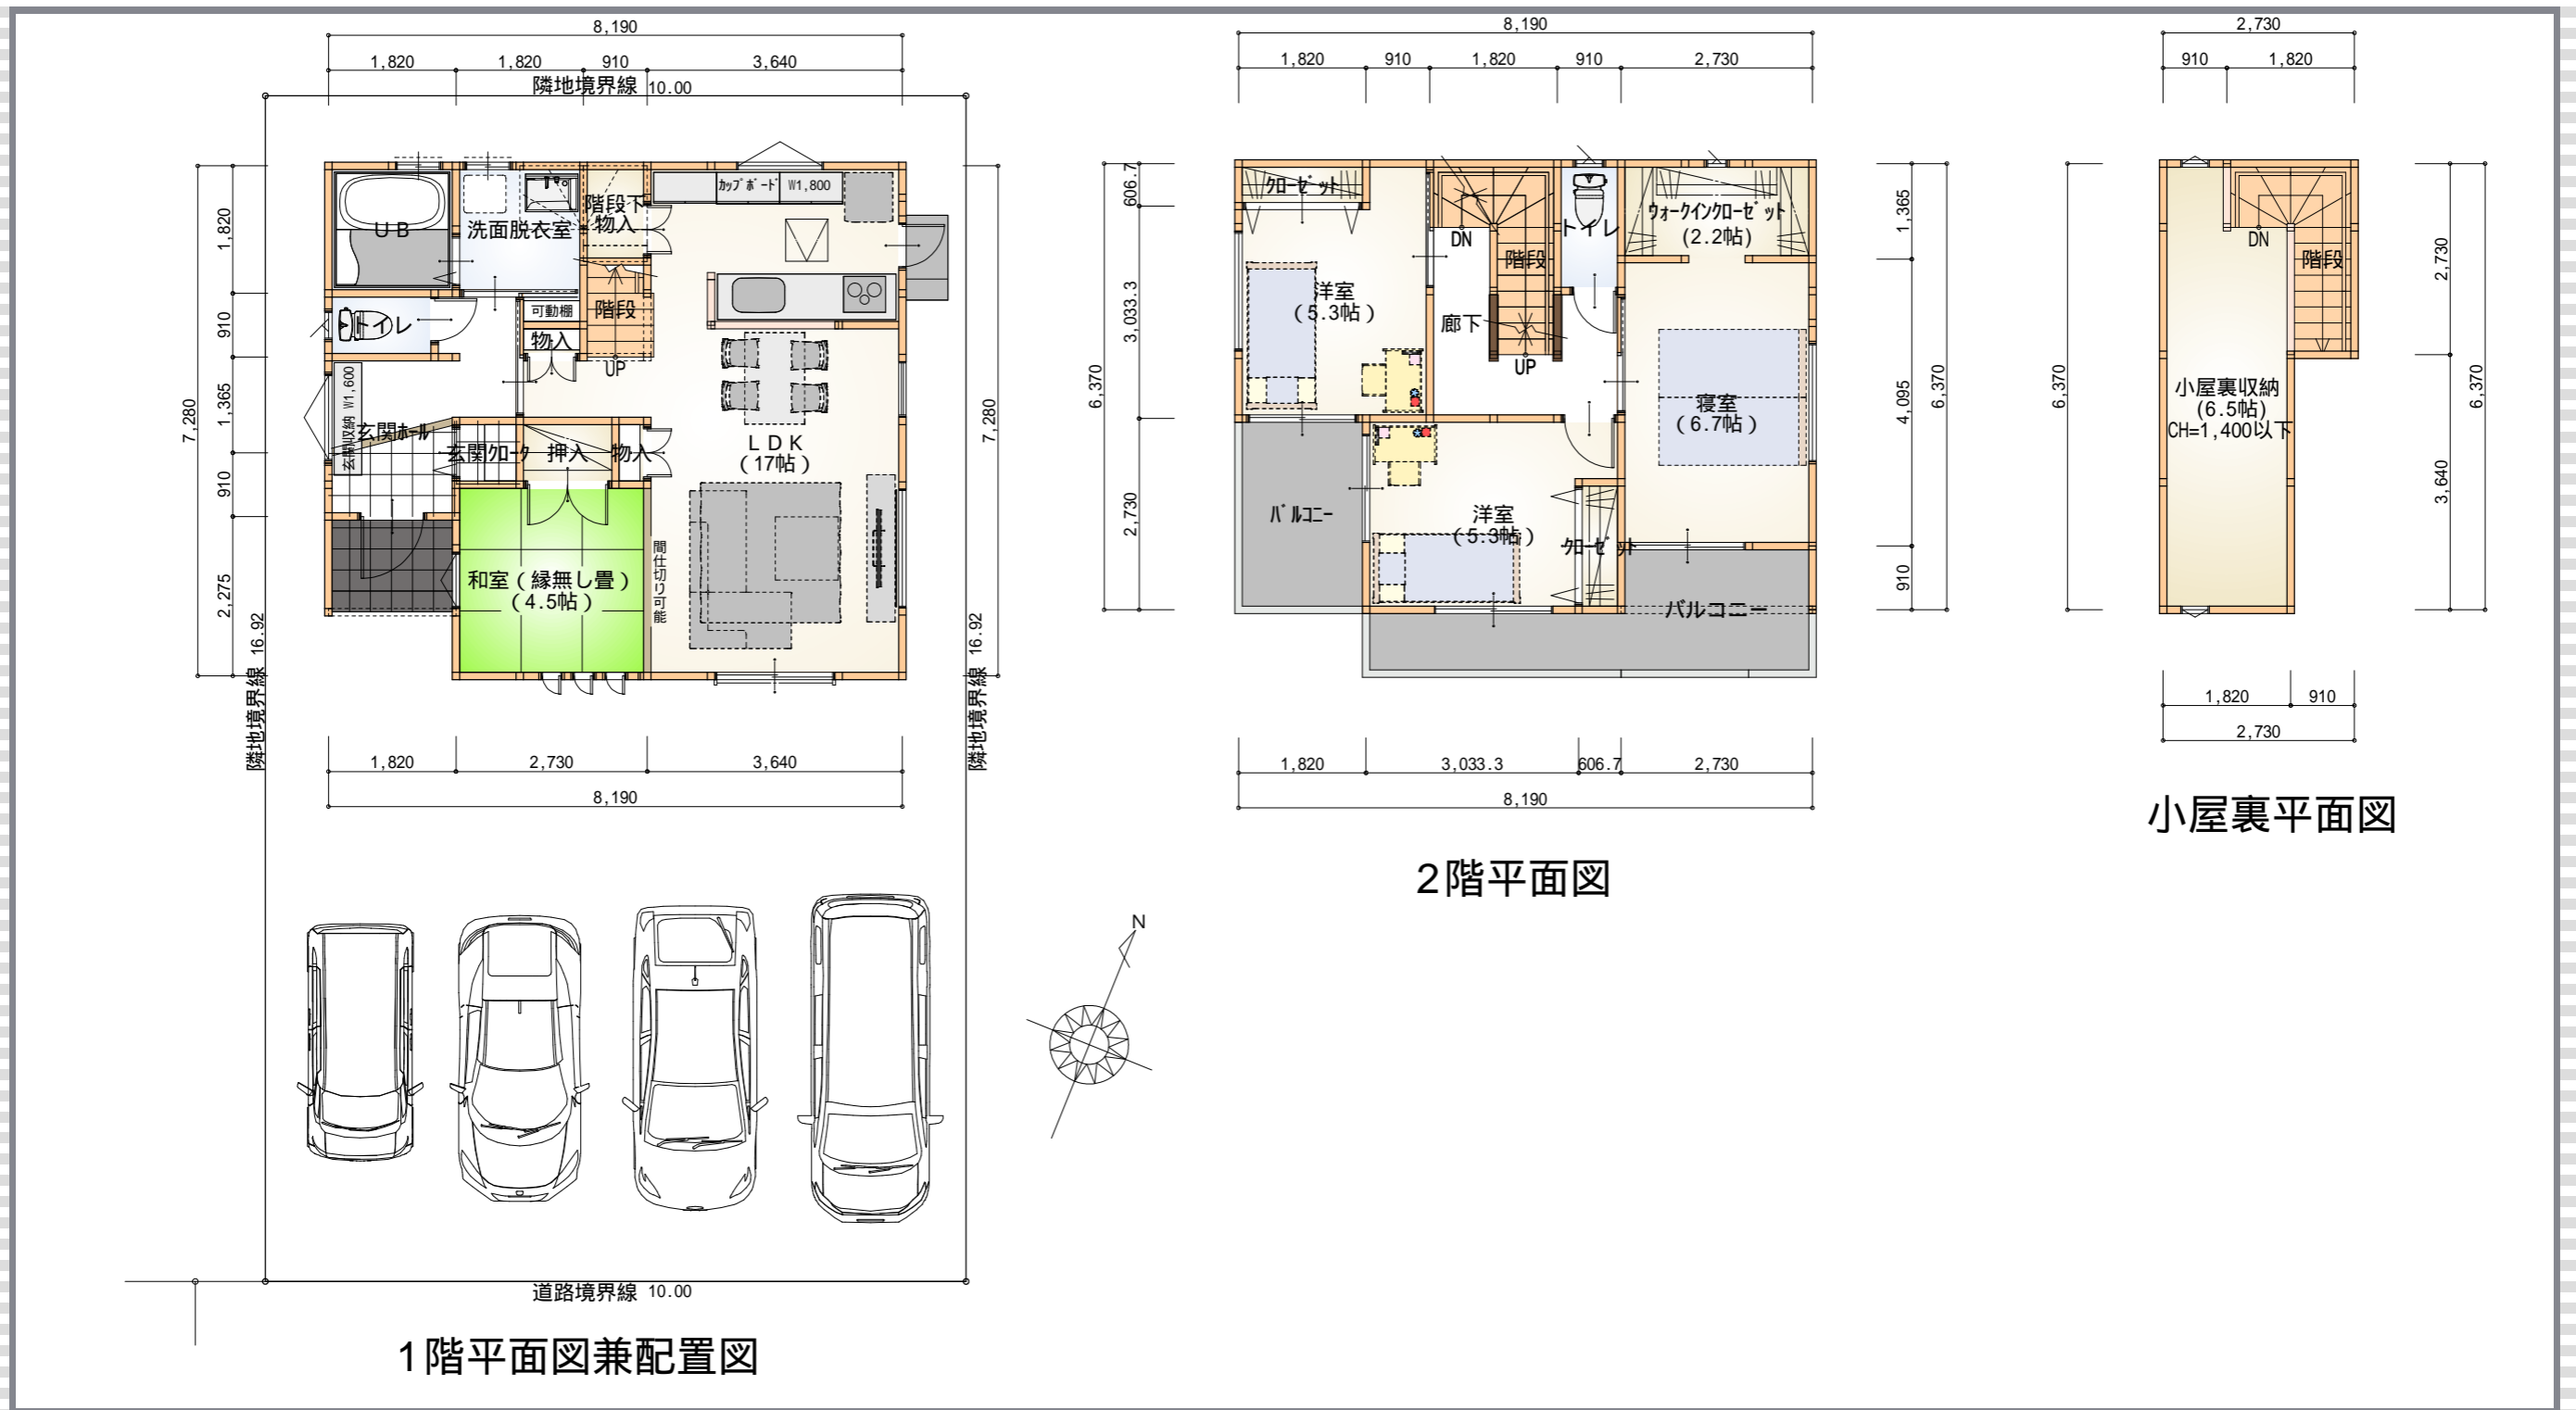 8,190
1,820
1,820
910
3,640
隣地境界線 10.00
7,280
1,820
910
1,365
910
2,275
隣地境界線 16.92
UB
洗面脱衣室
階段下
物入
ｶｯﾌﾟﾎﾞｰﾄﾞ
W1,800
トイレ
可動棚
階段
物入
UP
玄関収納 W1,600
玄関ﾎｰﾙ
玄関ｸﾛｰｸ
押入
物入
LDK
(17帖)
和室(縁無し畳)
(4.5帖)
間仕切り可能
7,280
隣地境界線 16.92
1,820
2,730
3,640
8,190
N
道路境界線 10.00
1階平面図兼配置図
8,190
1,820
910
1,820
910
2,730
6,370
606.7
3,033.3
2,730
ｸﾛｰｾﾞｯﾄ
DN
階段
トイレ
ｳｫｰｸｲﾝｸﾛｰｾﾞｯﾄ
(2.2帖)
洋室
(5.3帖)
廊下
UP
寝室
(6.7帖)
ﾊﾞﾙｺﾆｰ
洋室
(5.3帖)
ｸﾛｰｾﾞｯﾄ
バルコニー
1,365
4,095
910
6,370
1,820
3,033.3
606.7
2,730
8,190
2階平面図
2,730
910
1,820
6,370
DN
階段
小屋裏収納
(6.5帖)
CH=1,400以下
2,730
3,640
6,370
1,820
910
2,730
小屋裏平面図